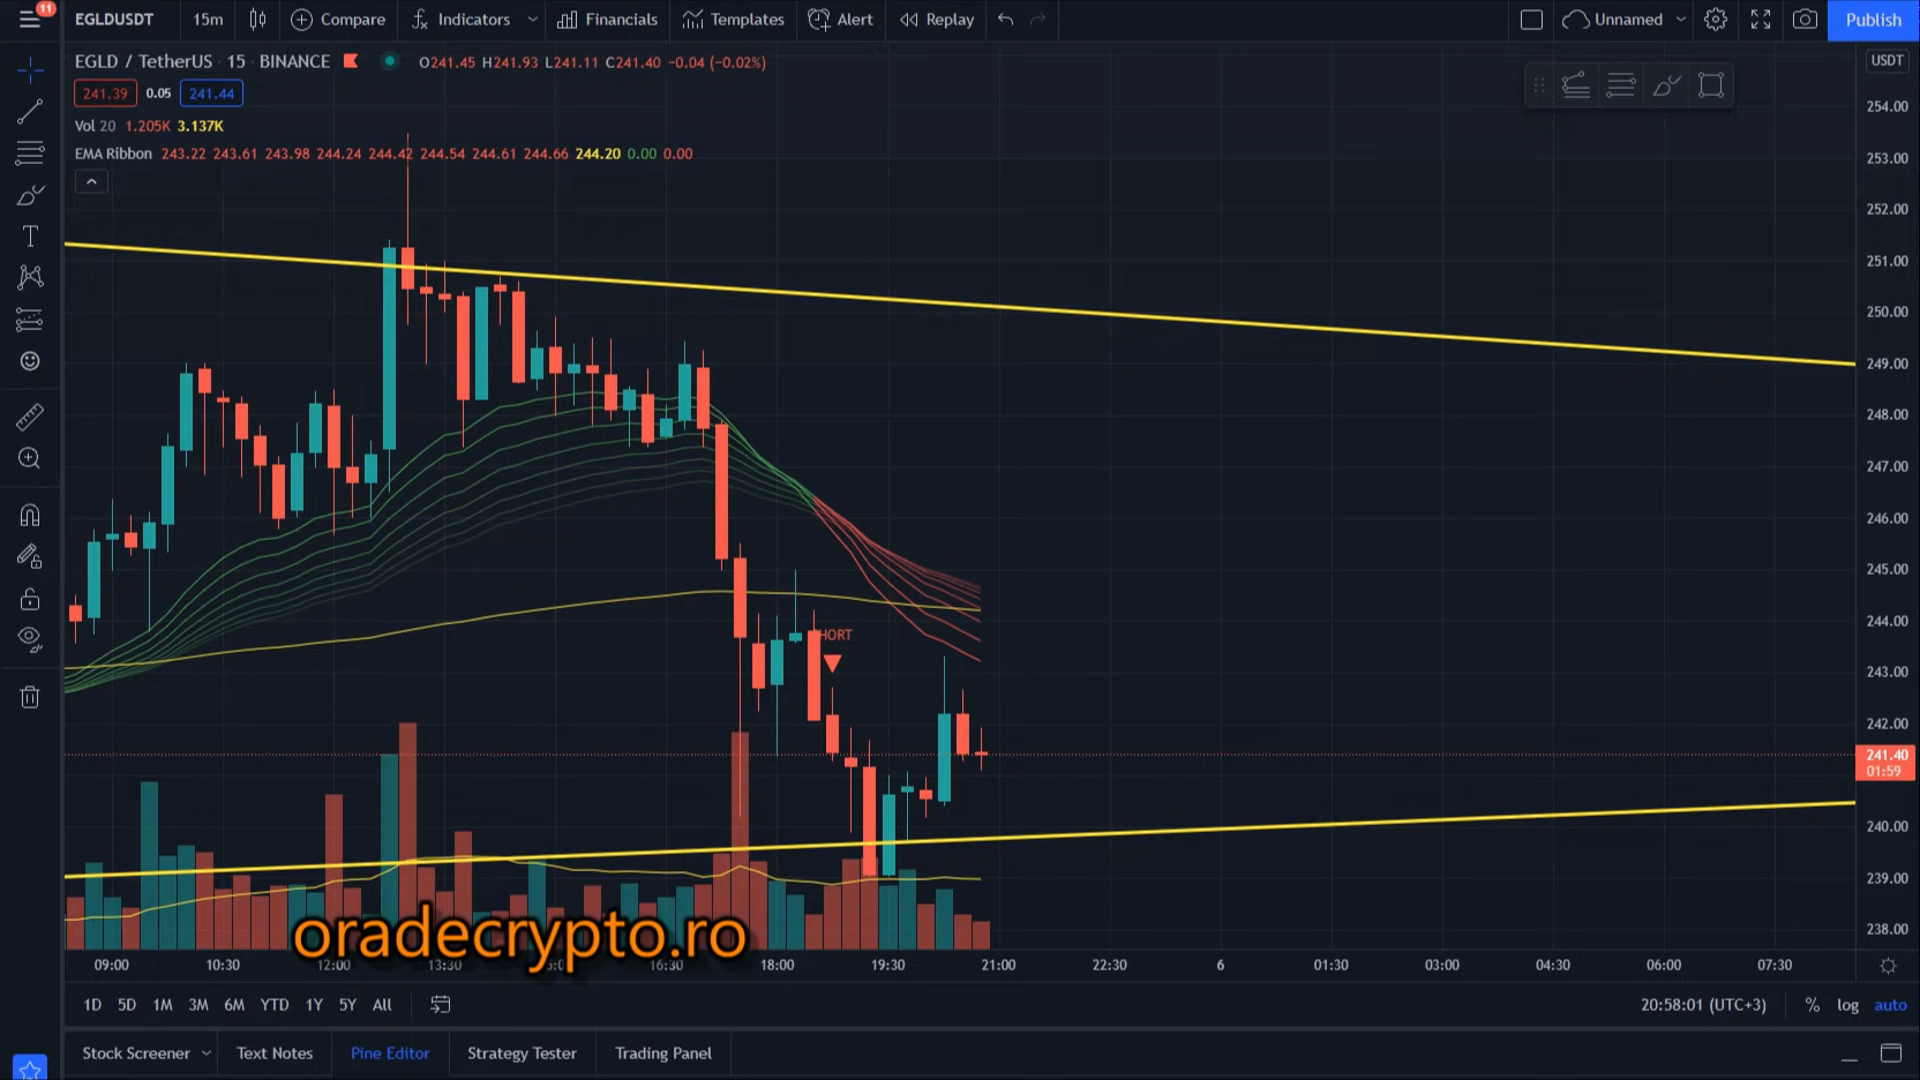 11
EGLDUSDT 15m Compare Indicators Financials Templates Alert Replay Unnamed Publish
EGLD / TetherUS · 15 · BINANCE O241.45 H241.93 L241.11 C241.40 −0.04 (−0.02%)
USDT
241.39 0.05 241.44
Vol 20 1.205K 3.137K
EMA Ribbon 243.22 243.61 243.98 244.24 244.42 244.54 244.61 244.66 244.20 0.00 0.00
254.00
253.00
252.00
251.00
250.00
249.00
248.00
247.00
246.00
245.00
244.00
243.00
242.00
241.40
01:59
240.00
239.00
238.00
HORT
oradecrypto.ro
09:00 10:30 12:00 13:30 5:00 16:30 18:00 19:30 21:00 22:30 6 01:30 03:00 04:30 06:00 07:30
1D 5D 1M 3M 6M YTD 1Y 5Y All 20:58:01 (UTC+3) % log auto
Stock Screener Text Notes Pine Editor Strategy Tester Trading Panel